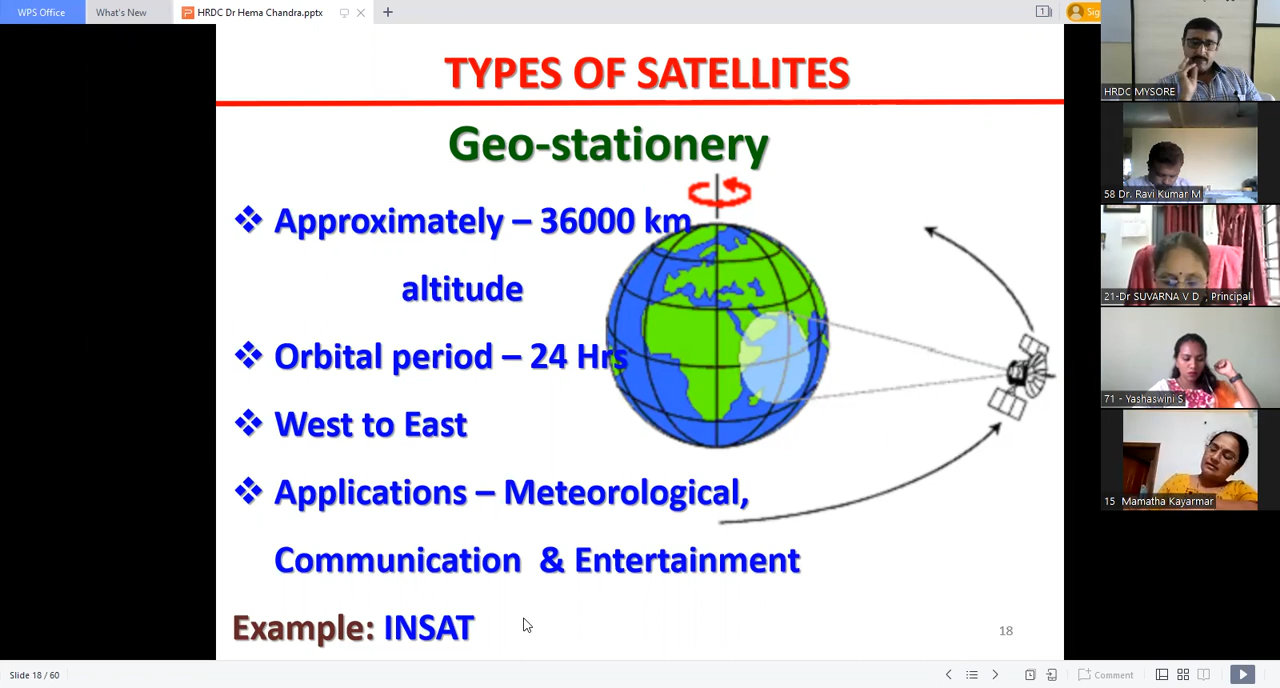 WPS Office
What's New
HRDC Dr Hema Chandra.pptx
1
Sig
TYPES OF SATELLITES
Geo-stationery
❖ Approximately – 36000 km
altitude
❖ Orbital period – 24 Hrs
❖ West to East
❖ Applications – Meteorological,
Communication & Entertainment
Example: INSAT
18
HRDC MYSORE
58 Dr. Ravi Kumar M
21-Dr SUVARNA V D , Principal
71 - Yashaswini S
15 Mamatha Kayarmar
Slide 18 / 60
Comment